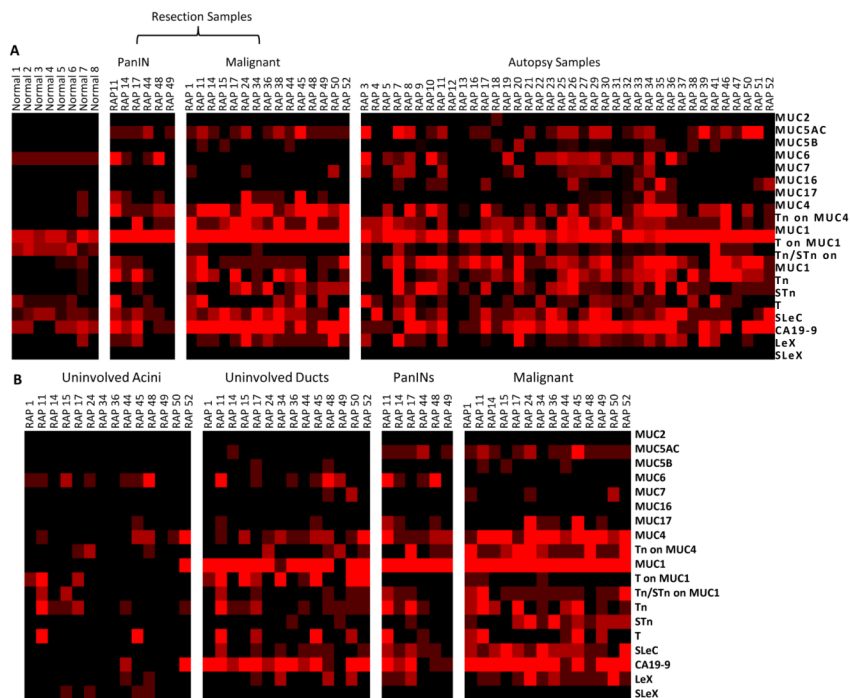 Resection Samples
A
PanIN
Malignant
Autopsy Samples
Normal 1
Normal 2
Normal 3
Normal 4
Normal 5
Normal 6
Normal 7
Normal 8
RAP11
RAP 14
RAP 17
RAP 44
RAP 48
RAP 49
RAP 1
RAP 11
RAP 14
RAP 15
RAP 17
RAP 24
RAP 34
RAP 36
RAP 38
RAP 44
RAP 45
RAP 48
RAP 49
RAP 50
RAP 52
RAP 3
RAP 4
RAP 5
RAP 7
RAP 8
RAP 9
RAP10
RAP 11
RAP12
RAP 13
RAP 16
RAP 17
RAP 18
RAP 19
RAP 20
RAP 21
RAP 22
RAP 23
RAP 25
RAP 26
RAP 27
RAP 29
RAP 30
RAP 31
RAP 32
RAP 33
RAP 34
RAP 35
RAP 36
RAP 37
RAP 38
RAP 39
RAP 41
RAP 46
RAP 47
RAP 50
RAP 51
RAP 52
MUC2
MUC5AC
MUC5B
MUC6
MUC7
MUC16
MUC17
MUC4
Tn on MUC4
MUC1
T on MUC1
Tn/STn on
MUC1
Tn
STn
T
SLeC
CA19-9
LeX
SLeX
B
Uninvolved Acini
Uninvolved Ducts
PanINs
Malignant
RAP 1
RAP 11
RAP 14
RAP 15
RAP 17
RAP 24
RAP 34
RAP 36
RAP 44
RAP 45
RAP 48
RAP 49
RAP 50
RAP 52
RAP 1
RAP 11
RAP 14
RAP 15
RAP 17
RAP 24
RAP 34
RAP 36
RAP 44
RAP 45
RAP 48
RAP 49
RAP 50
RAP 52
RAP 11
RAP 14
RAP 17
RAP 44
RAP 48
RAP 49
RAP1
RAP 11
RAP14
RAP 15
RAP 17
RAP 24
RAP 34
RAP 36
RAP 44
RAP 45
RAP 48
RAP 49
RAP 50
RAP 52
MUC2
MUC5AC
MUC5B
MUC6
MUC7
MUC16
MUC17
MUC4
Tn on MUC4
MUC1
T on MUC1
Tn/STn on MUC1
Tn
STn
T
SLeC
CA19-9
LeX
SLeX